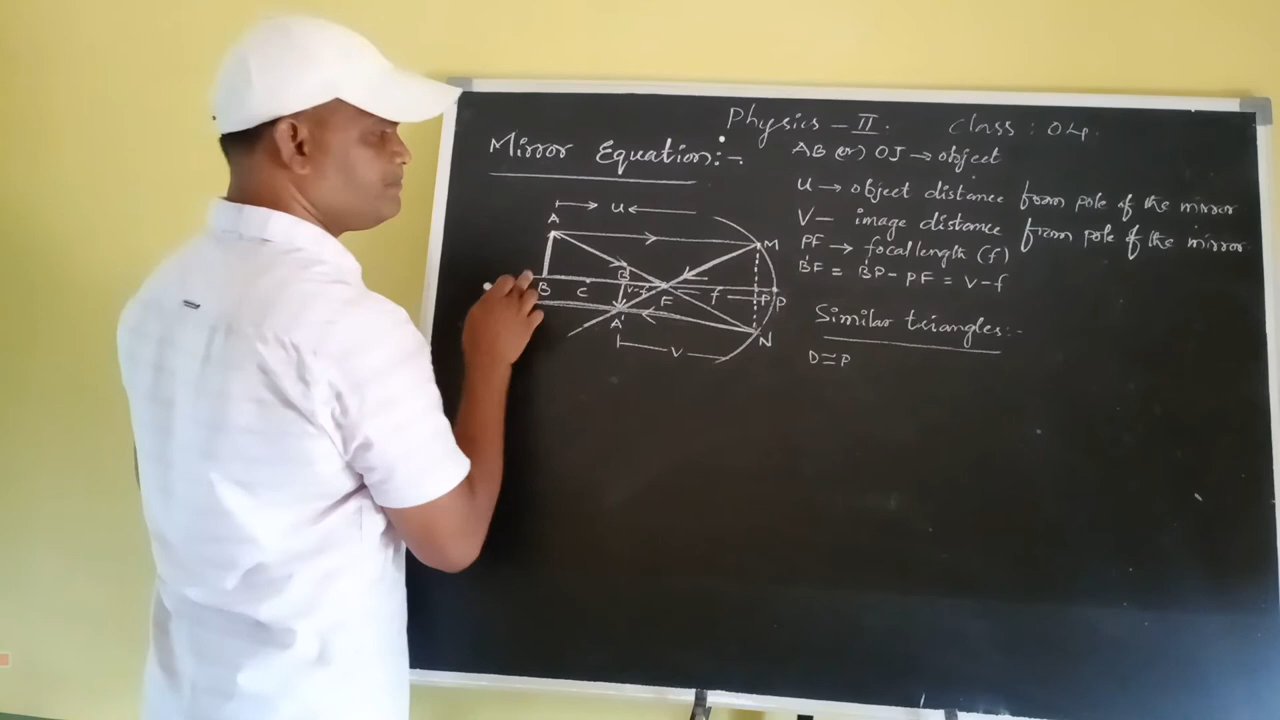 Physics - II. Class : 04.
Mirror Equation:-.
AB (or) OJ → object
u → object distance from pole of the mirror
V - image distance from pole of the mirror
PF → focal length (f)
B'F = B'P - PF = v-f
Similar triangles:-
D ≅ P
u
A
M
B'
B C v-f F f P P
A'
N
v